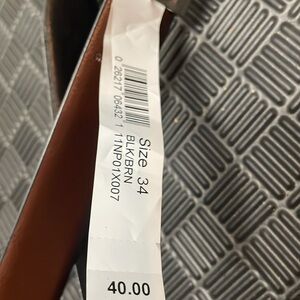 0 26217 06432 1
Size 34
BLK/BRN
11NP01X007
40.00